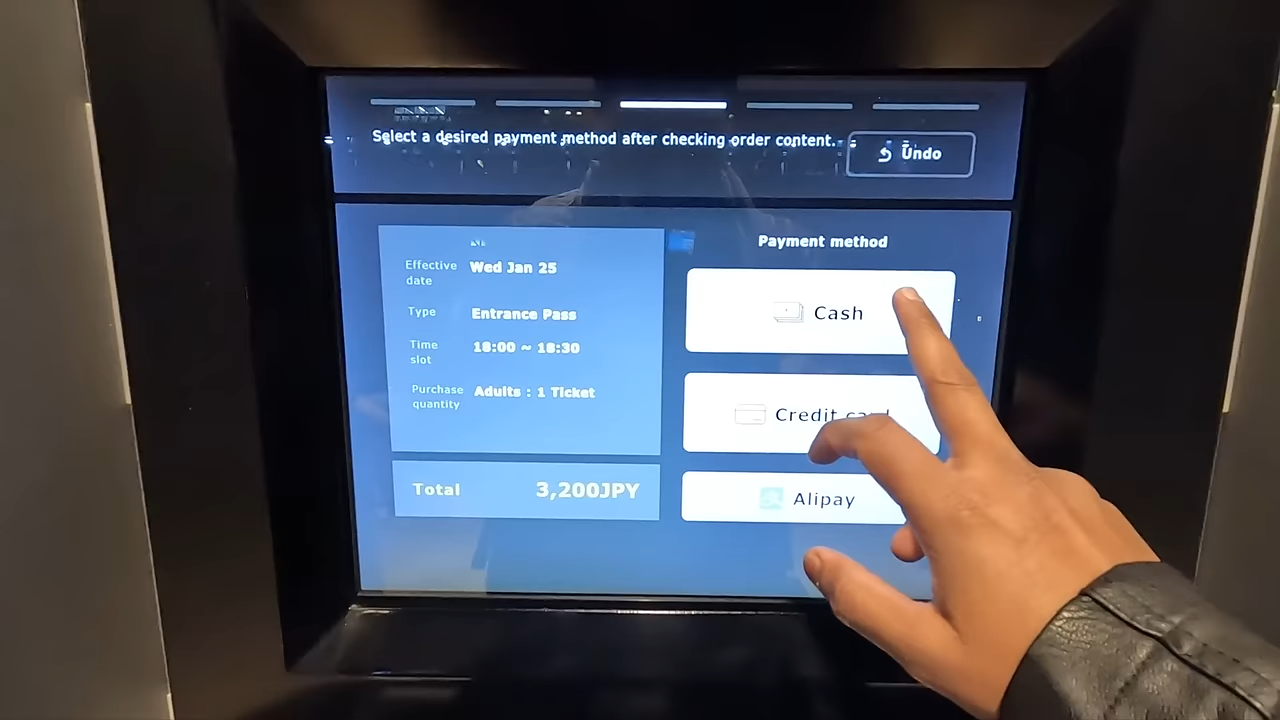 Select a desired payment method after checking order content.
Undo
Effective
date
Wed Jan 25
Type
Entrance Pass
Time
slot
18:00 ~ 18:30
Purchase
quantity
Adults : 1 Ticket
Total
3,200JPY
Payment method
Cash
Credit card
Alipay